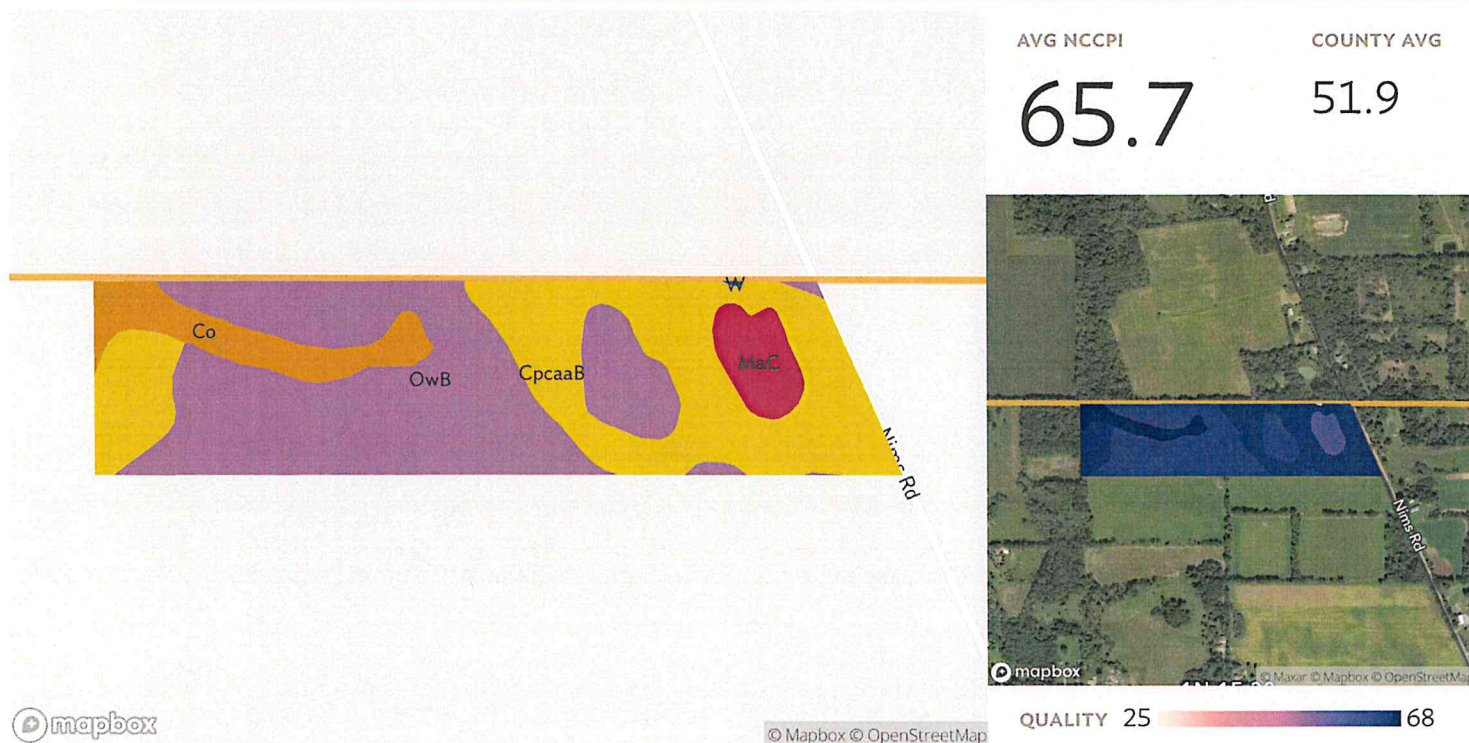 AVG NCCPI
COUNTY AVG
65.7
51.9
W
Co
OwB
CpcaaB
MaC
Nims Rd
mapbox
© Mapbox © OpenStreetMap
Nims Rd
mapbox
© Maxar © Mapbox © OpenStreetMap
QUALITY 25 68